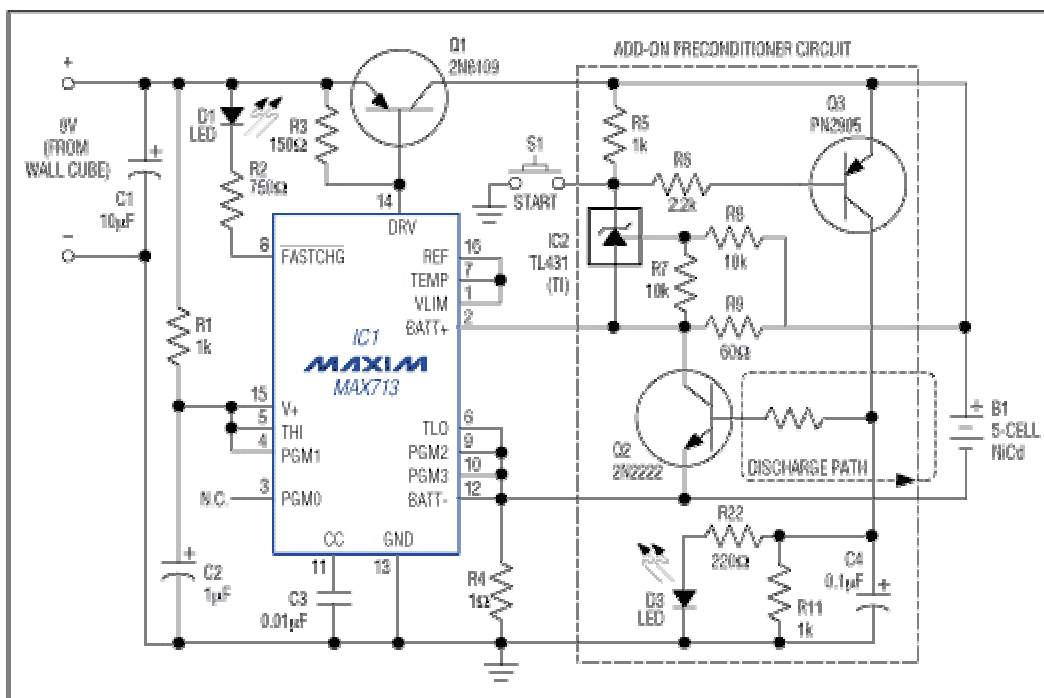 ADD-ON PRECONDITIONER CIRCUIT
Q1
2N6109
+
9V
(FROM
WALL CUBE)
−
C1
10µF
+
D1
LED
R2
750Ω
R3
150Ω
S1
START
R5
1k
R6
2.2k
Q3
PN2905
IC2
TL431
(TI)
R7
10k
R8
10k
R9
60Ω
14
DRV
8
FASTCHG
16
REF
7
TEMP
1
VLIM
2
BATT+
IC1
MAXIM
MAX713
R1
1k
15
V+
5
THI
4
PGM1
N.C.
3
PGM0
6
TLO
9
PGM2
10
PGM3
12
BATT-
CC
GND
11
13
Q2
2N2222
DISCHARGE PATH
+
B1
5-CELL
NiCd
C2
1µF
+
C3
0.01µF
R4
1Ω
R22
220Ω
D3
LED
R11
1k
C4
0.1µF
+